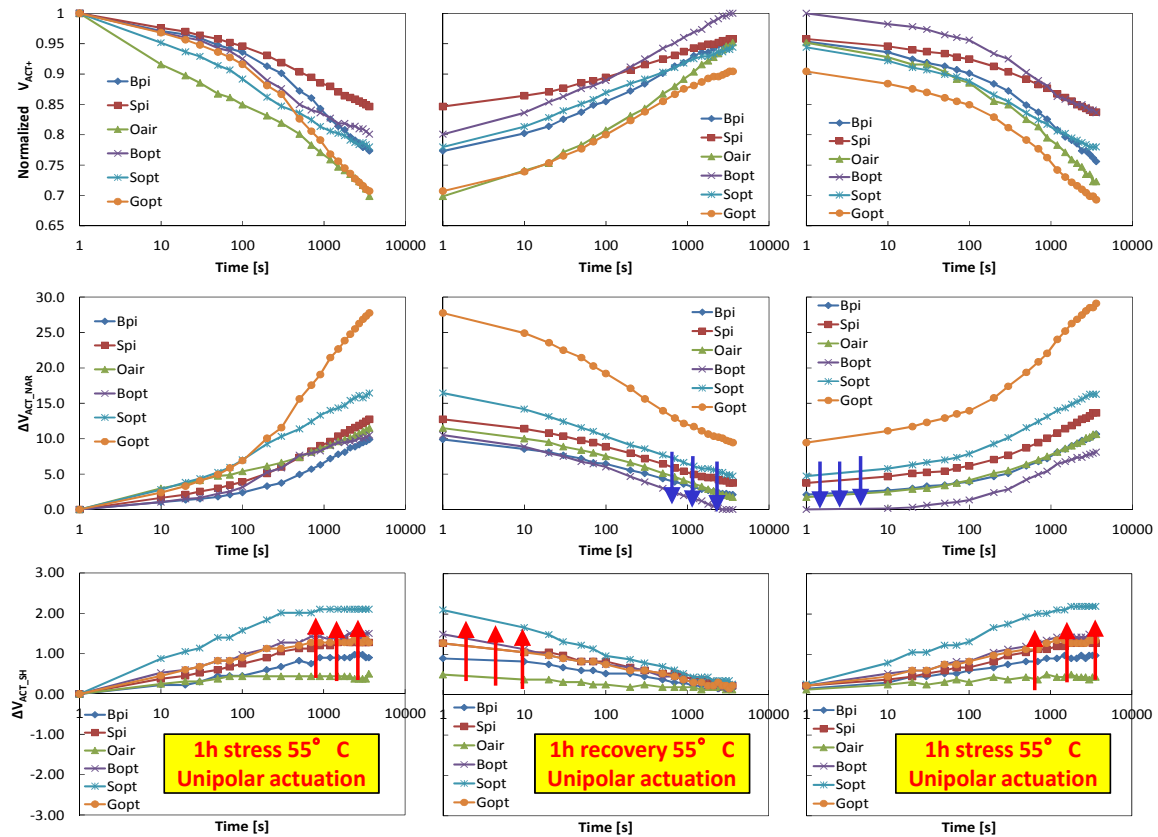 Normalized V_ACT+
1
0.95
0.9
0.85
0.8
0.75
0.7
0.65
Bpi
Spi
Oair
Bopt
Sopt
Gopt
1 10 100 1000 10000
Time [s]
Bpi
Spi
Oair
Bopt
Sopt
Gopt
1 10 100 1000 10000
Time [s]
Bpi
Spi
Oair
Bopt
Sopt
Gopt
1 10 100 1000 10000
Time [s]
ΔV_ACT_NAR
30.0
25.0
20.0
15.0
10.0
5.0
0.0
Bpi
Spi
Oair
Bopt
Sopt
Gopt
1 10 100 1000 10000
Time [s]
Bpi
Spi
Oair
Bopt
Sopt
Gopt
1 10 100 1000 10000
Time [s]
Bpi
Spi
Oair
Bopt
Sopt
Gopt
1 10 100 1000 10000
Time [s]
ΔV_ACT_SH
3.00
2.00
1.00
0.00
-1.00
-2.00
-3.00
1 10 100 1000 10000
Bpi
Spi
Oair
Bopt
Sopt
Gopt
1h stress 55° C
Unipolar actuation
Time [s]
1 10 100 1000 10000
Bpi
Spi
Oair
Bopt
Sopt
Gopt
1h recovery 55° C
Unipolar actuation
Time [s]
1 10 100 1000 10000
Bpi
Spi
Oair
Bopt
Sopt
Gopt
1h stress 55° C
Unipolar actuation
Time [s]